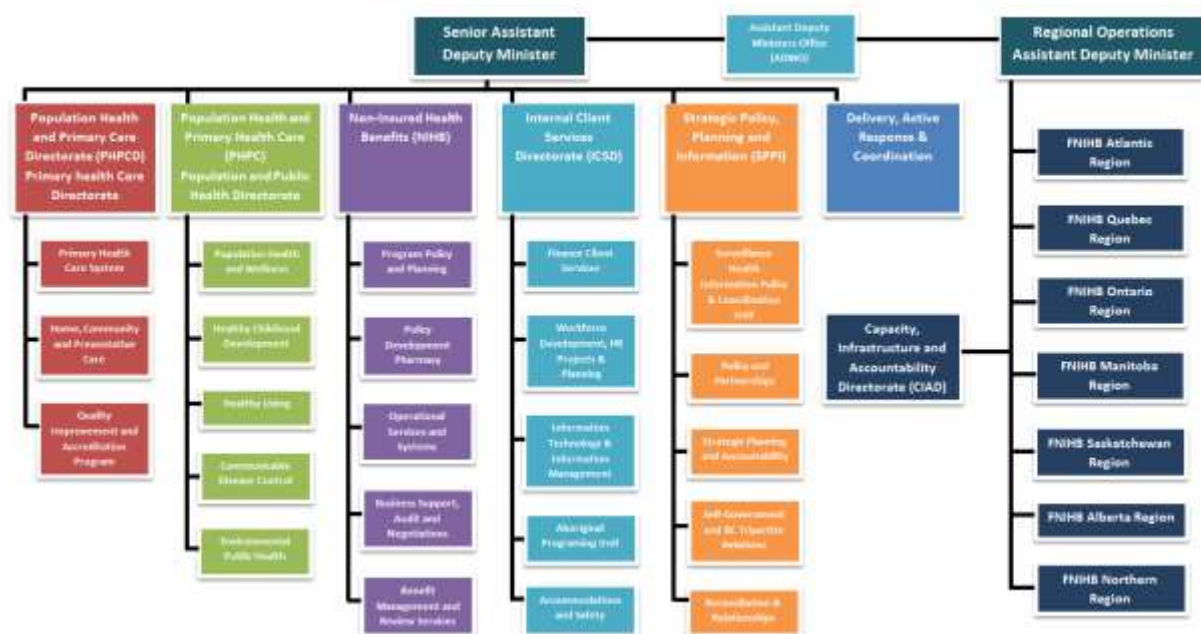 Senior Assistant
Deputy Minister
Assistant Deputy
Ministers Office
(ADMO)
Regional Operations
Assistant Deputy Minister
Population Health
and Primary Care
Directorate (PHPCD)
Primary health Care
Directorate
Population Health and
Primary Health Care
(PHPC)
Population and Public
Health Directorate
Non-Insured Health
Benefits (NIHB)
Internal Client
Services
Directorate (ICSD)
Strategic Policy,
Planning and
Information (SPPI)
Delivery, Active
Response &
Coordination
Primary Health
Care System
Home, Community
and Preventative
Care
Quality
Improvement and
Accreditation
Program
Population Health
and Wellness
Healthy Childhood
Development
Healthy Living
Communicable
Disease Control
Environmental
Public Health
Program Policy
and Planning
Policy
Development
Pharmacy
Operational
Services and
Systems
Business Support,
Audit and
Negotiations
Benefit
Management and
Review Services
Finance Client
Services
Workforce
Development, HR
Projects &
Planning
Information
Technology &
Information
Management
Aboriginal
Programing Unit
Accommodations
and Safety
Surveillance
Health
Information Policy
& Coordination
Unit
Policy and
Partnerships
Strategic Planning
and Accountability
Self-Government
and BC Tripartite
Relations
Reconciliation &
Relationships
Capacity,
Infrastructure and
Accountability
Directorate (CIAD)
FNIHB Atlantic
Region
FNIHB Quebec
Region
FNIHB Ontario
Region
FNIHB Manitoba
Region
FNIHB Saskatchewan
Region
FNIHB Alberta Region
FNIHB Northern
Region